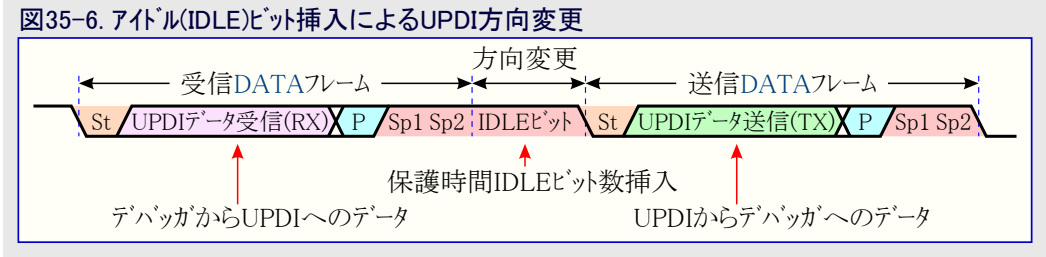 図35-6. アイドル(IDLE)ビット挿入によるUPDI方向変更
方向変更
受信DATAフレーム
送信DATAフレーム
St UPDIデータ受信(RX) P Sp1 Sp2 IDLEビット St UPDIデータ送信(TX) P Sp1 Sp2
保護時間IDLEビット数挿入
デバッガからUPDIへのデータ
UPDIからデバッガへのデータ